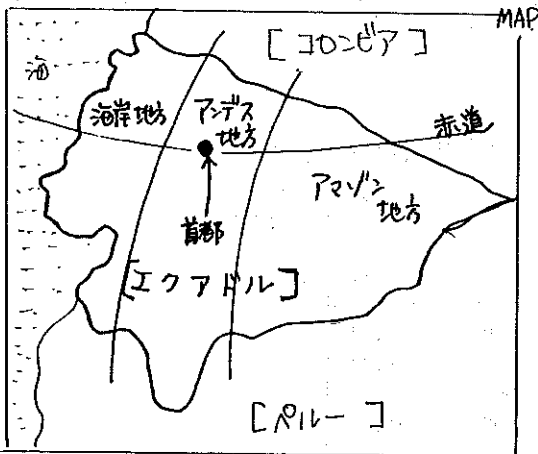 MAP
[コロンビア]
海
海岸地方
アンデス
地方
赤道
アマゾン
地方
首都
[エクアドル]
[ペルー]